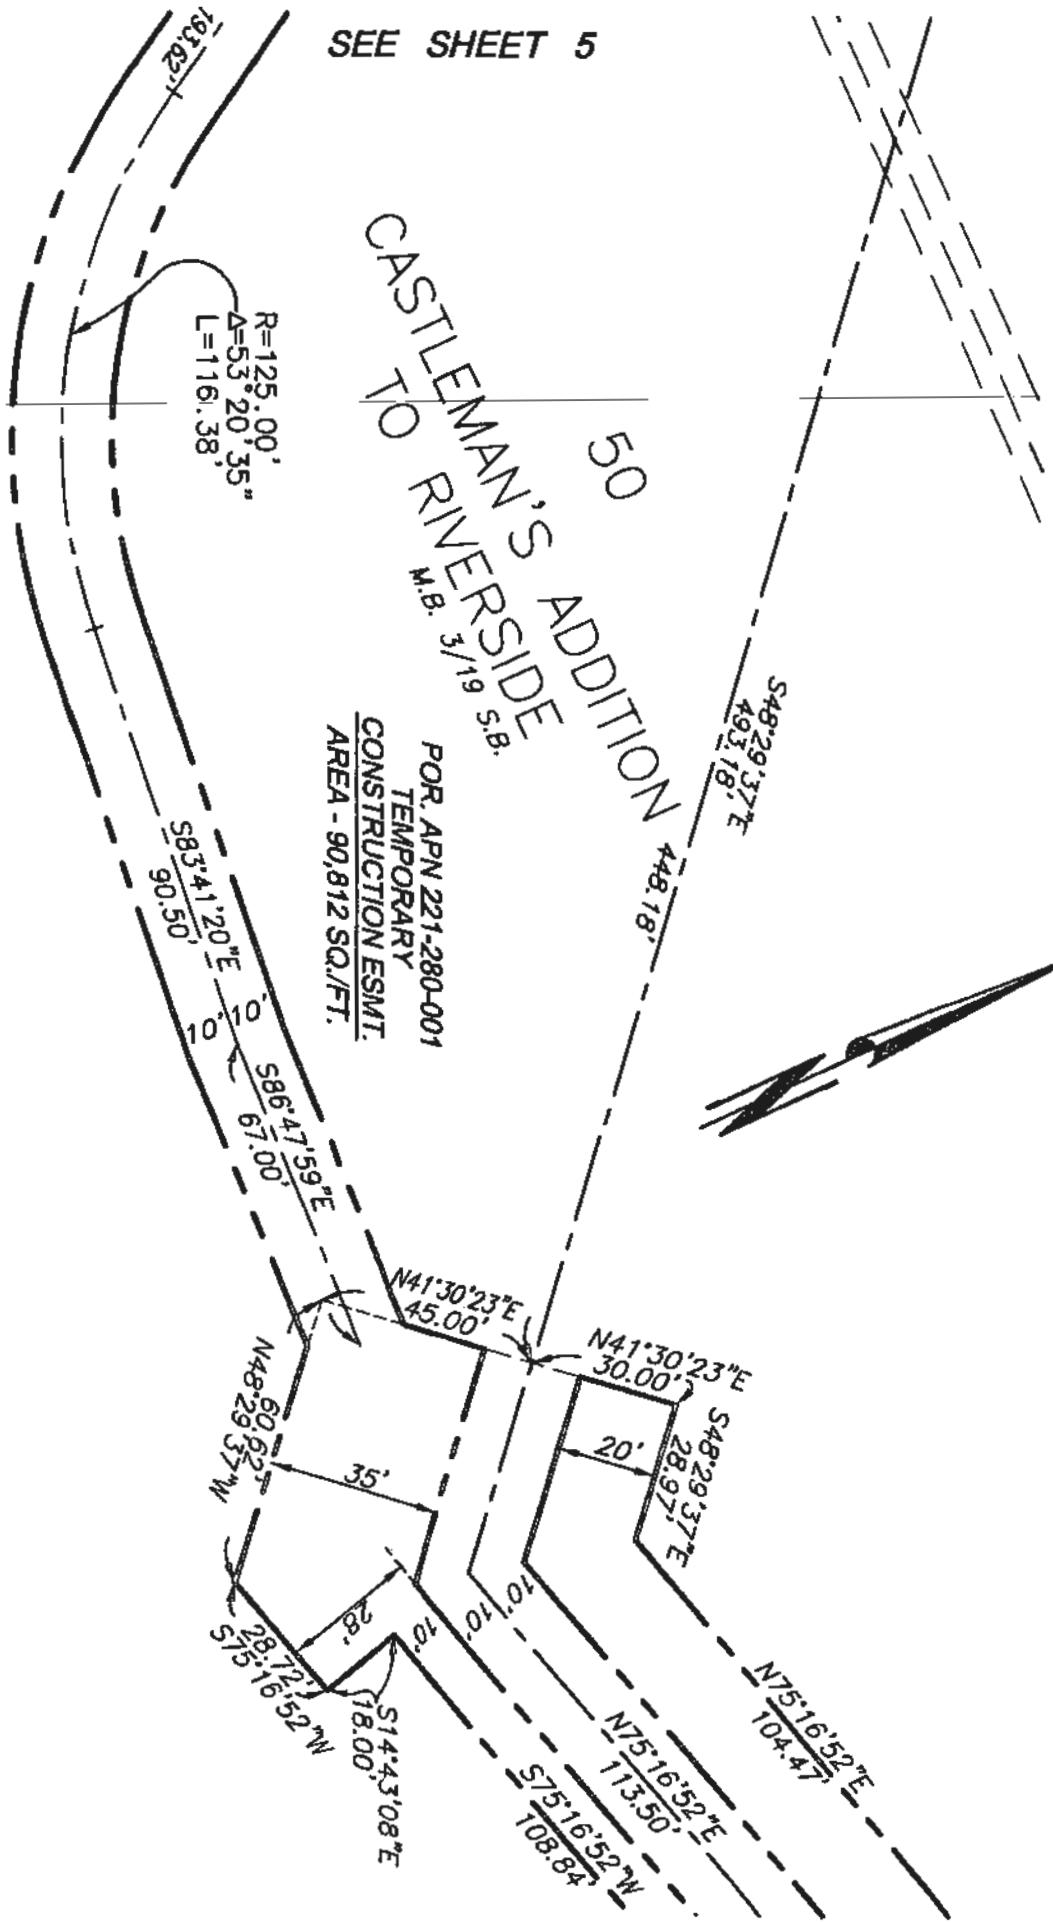 SEE SHEET 5
193.62'
R=125.00'
Δ=53°20'35"
L=116.38'
50
CASTLEMAN'S ADDITION
TO RIVERSIDE
M.B. 3/19 S.B.
S48°29'37"E
493.18'
448.18'
POR. APN 221-280-001
TEMPORARY
CONSTRUCTION ESMT.
AREA - 90,812 SQ./FT.
S83°41'20"E
90.50'
10'
10'
S86°47'59"E
67.00'
N41°30'23"E
45.00'
N41°30'23"E
30.00'
S48°29'37"E
28.97'
20'
35'
60.62'
N48°29'37"W
28'
10'
10'
10'
28.72'
S75°16'52"W
S14°43'08"E
18.00'
N75°16'52"E
104.47'
N75°16'52"E
113.50'
S75°16'52"W
108.84'